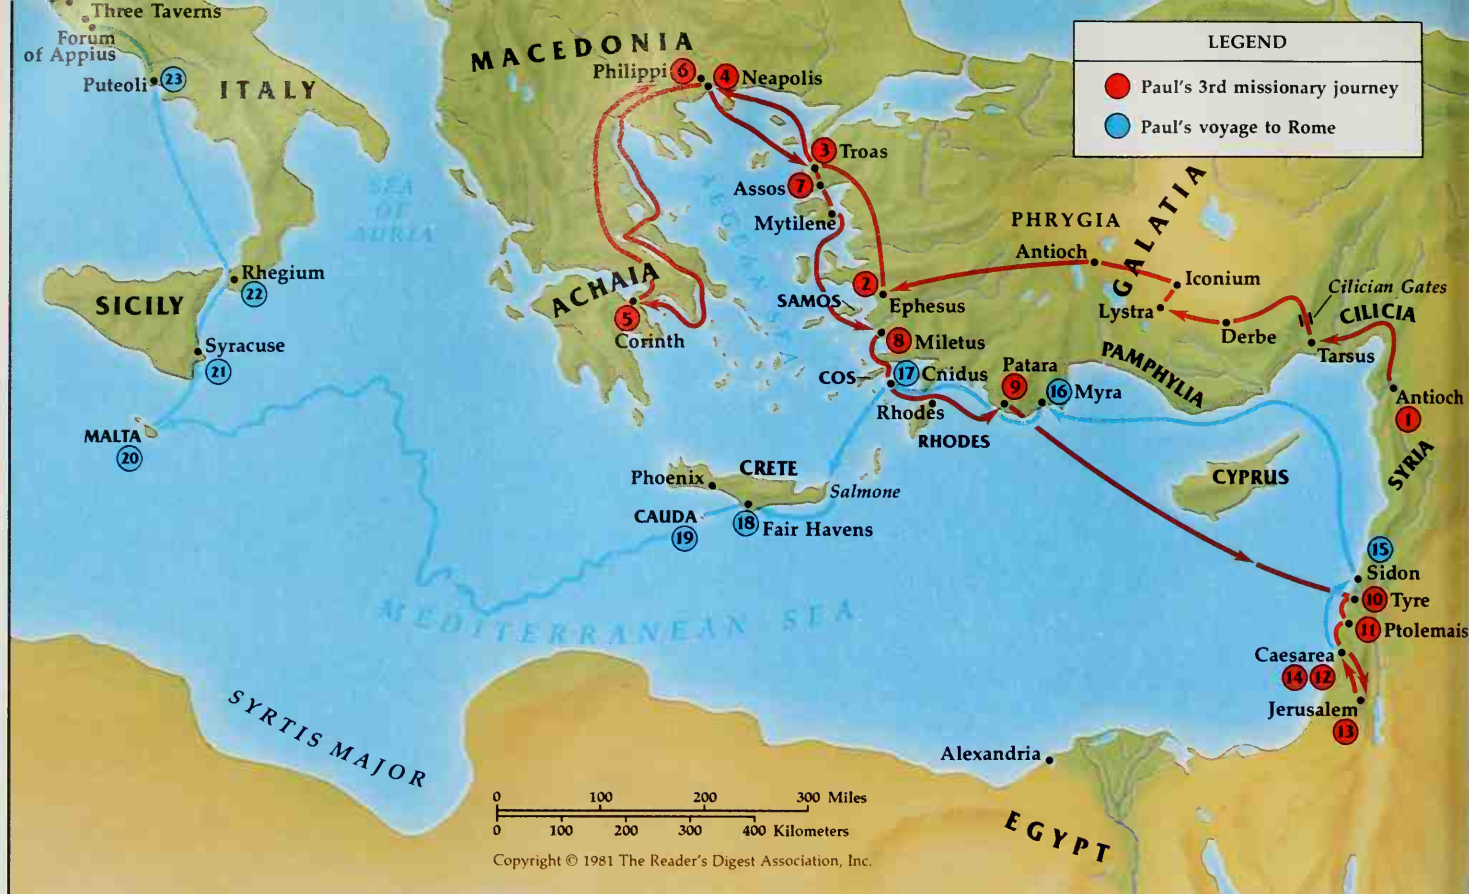 Three Taverns
Forum
of Appius
Puteoli
23
ITALY
MACEDONIA
Philippi
6
4
Neapolis
LEGEND
Paul's 3rd missionary journey
Paul's voyage to Rome
3
Troas
Assos
7
Mytilene
SEA
OF
AEGEAN SEA
PHRYGIA
GALATIA
Antioch
Iconium
Lystra
Derbe
Cilician Gates
CILICIA
Tarsus
Antioch
1
SYRIA
Rhegium
22
SICILY
Syracuse
21
MALTA
20
ACHAIA
5
Corinth
2
Ephesus
SAMOS
8
Miletus
17
Cnidus
COS
Patara
9
16
Myra
PAMPHYLIA
Rhodes
RHODES
CYPRUS
Phoenix
CRETE
Salmone
CAUDA
19
18
Fair Havens
15
Sidon
10
Tyre
11
Ptolemais
Caesarea
14
12
Jerusalem
13
MEDITERRANEAN SEA
SYRTIS MAJOR
Alexandria
EGYPT
0 100 200 300 Miles
0 100 200 300 400 Kilometers
Copyright © 1981 The Reader's Digest Association, Inc.